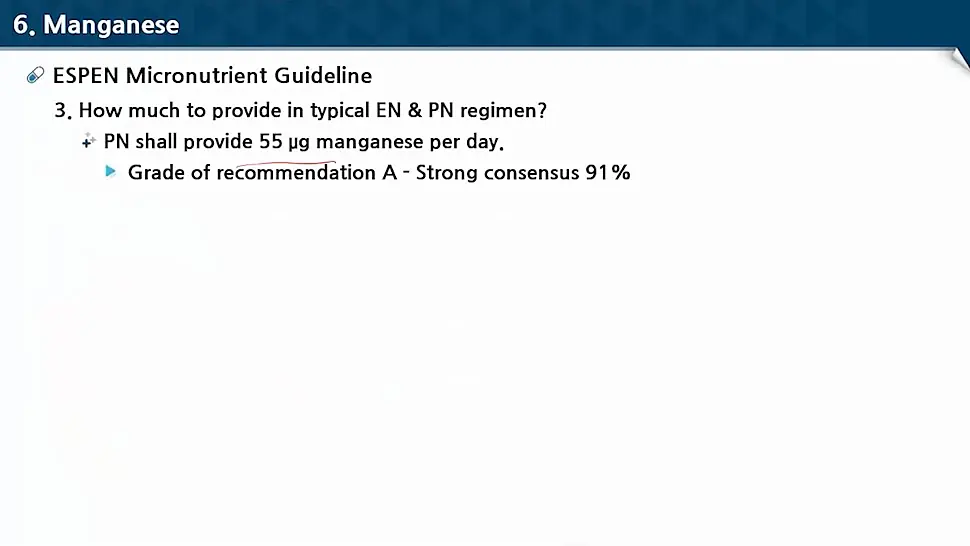 6. Manganese
ESPEN Micronutrient Guideline
3. How much to provide in typical EN & PN regimen?
PN shall provide 55 μg manganese per day.
Grade of recommendation A - Strong consensus 91%